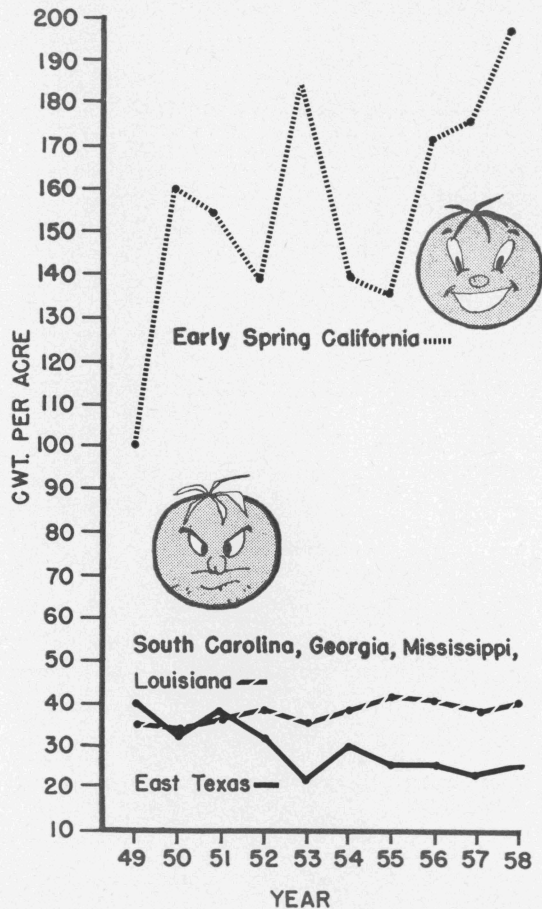 200
190
180
170
160
150
140
130
120
110
100
90
80
70
60
50
40
30
20
10
CWT. PER ACRE
Early Spring California
South Carolina, Georgia, Mississippi,
Louisiana
East Texas
49 50 51 52 53 54 55 56 57 58
YEAR